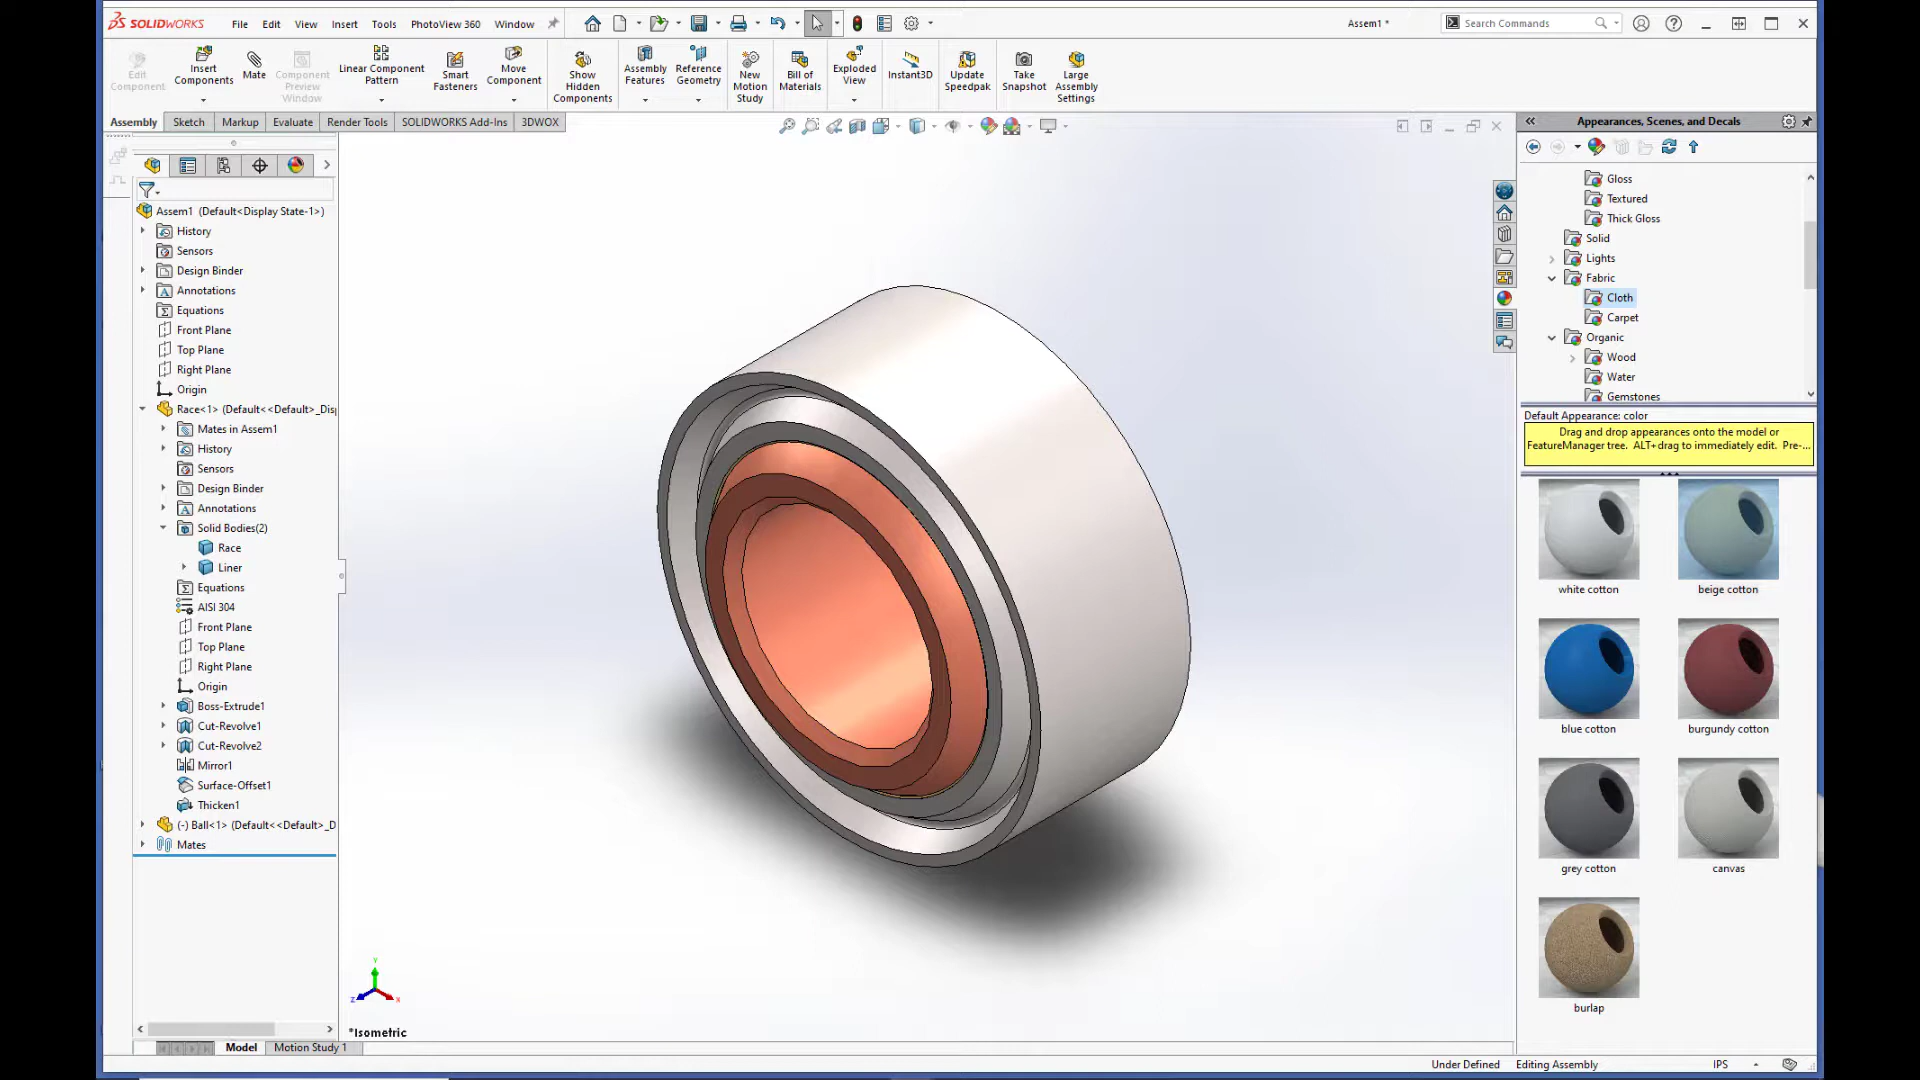 SOLIDWORKS File Edit View Insert Tools PhotoView 360 Window
Assem1 *
Search Commands
Edit Component
Insert Components
Mate
Component Preview Window
Linear Component Pattern
Smart Fasteners
Move Component
Show Hidden Components
Assembly Features
Reference Geometry
New Motion Study
Bill of Materials
Exploded View
Instant3D
Update Speedpak
Take Snapshot
Large Assembly Settings
Assembly Sketch Markup Evaluate Render Tools SOLIDWORKS Add-Ins 3DWOX
Assem1 (Default<Display State-1>)
History
Sensors
Design Binder
Annotations
Equations
Front Plane
Top Plane
Right Plane
Origin
Race<1> (Default<<Default>_Dis
Mates in Assem1
History
Sensors
Design Binder
Annotations
Solid Bodies(2)
Race
Liner
Equations
AISI 304
Front Plane
Top Plane
Right Plane
Origin
Boss-Extrude1
Cut-Revolve1
Cut-Revolve2
Mirror1
Surface-Offset1
Thicken1
(-) Ball<1> (Default<<Default>_D
Mates
Y
Z
X
*Isometric
Model Motion Study 1
Appearances, Scenes, and Decals
Gloss
Textured
Thick Gloss
Solid
Lights
Fabric
Cloth
Carpet
Organic
Wood
Water
Gemstones
Default Appearance: color
Drag and drop appearances onto the model or
FeatureManager tree. ALT+drag to immediately edit. Pre-...
white cotton
beige cotton
blue cotton
burgundy cotton
grey cotton
canvas
burlap
Under Defined Editing Assembly IPS